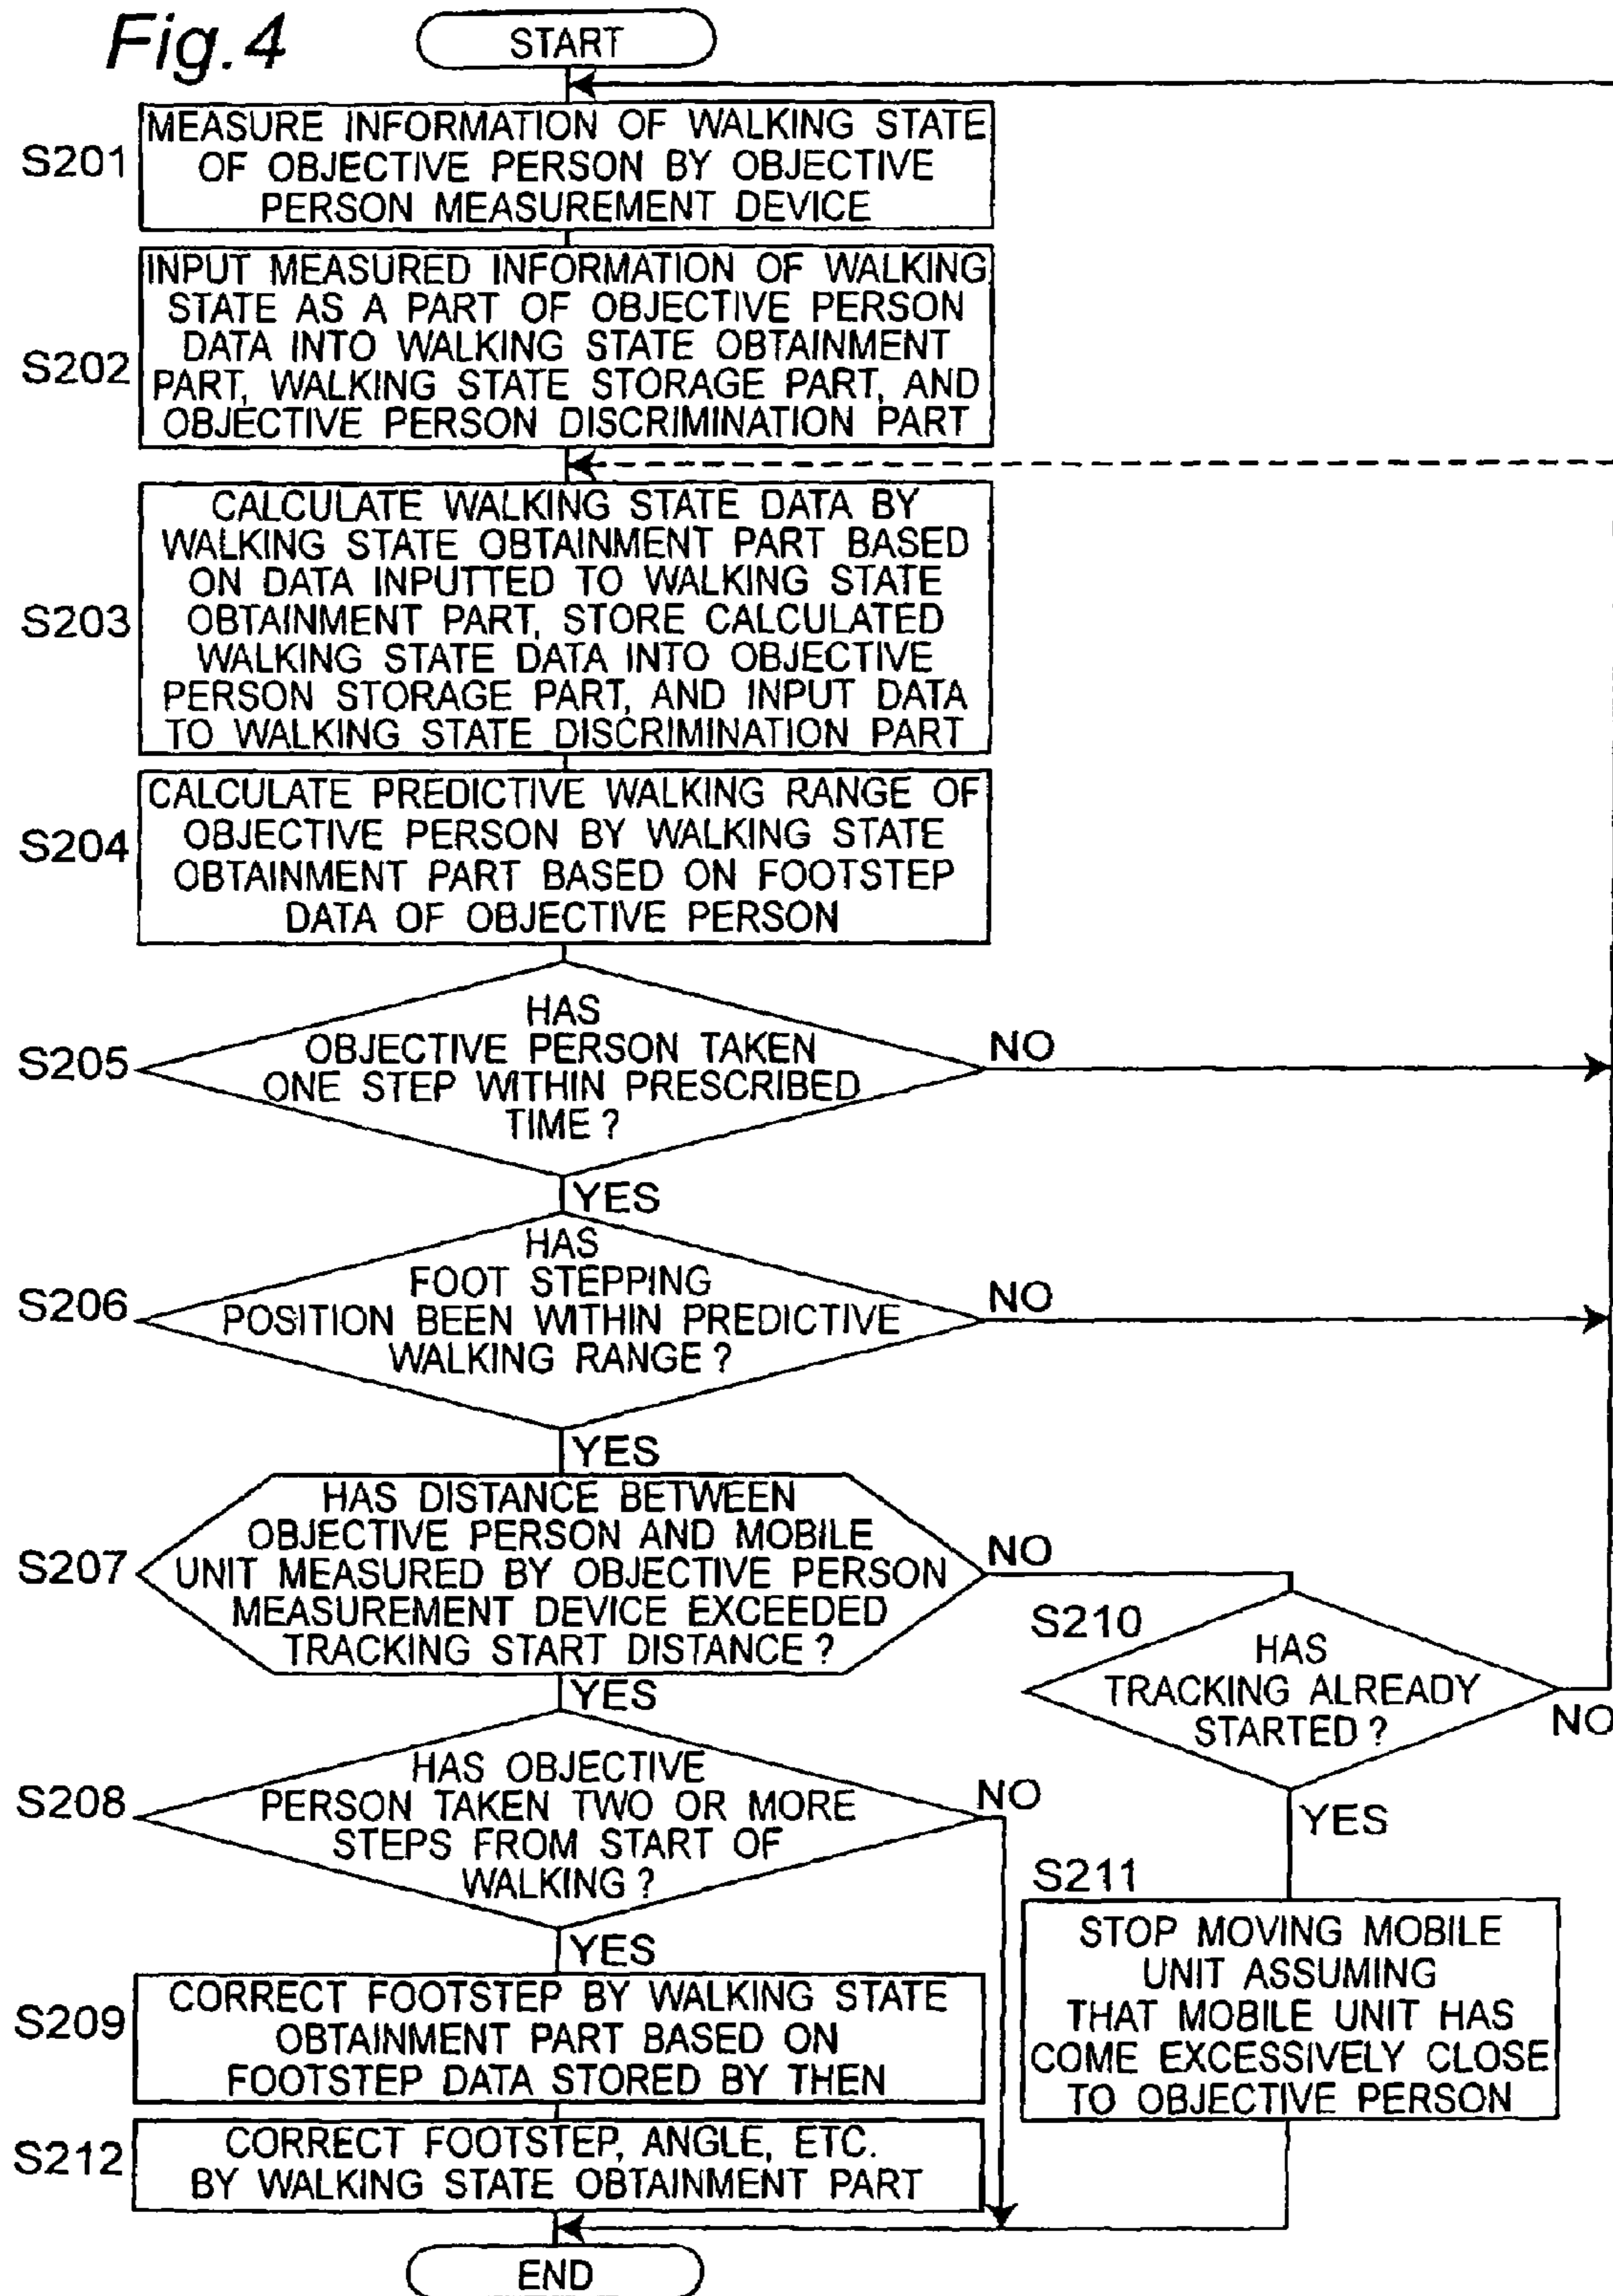 Fig.4
START
S201
MEASURE INFORMATION OF WALKING STATE
OF OBJECTIVE PERSON BY OBJECTIVE
PERSON MEASUREMENT DEVICE
S202
INPUT MEASURED INFORMATION OF WALKING
STATE AS A PART OF OBJECTIVE PERSON
DATA INTO WALKING STATE OBTAINMENT
PART, WALKING STATE STORAGE PART, AND
OBJECTIVE PERSON DISCRIMINATION PART
S203
CALCULATE WALKING STATE DATA BY
WALKING STATE OBTAINMENT PART BASED
ON DATA INPUTTED TO WALKING STATE
OBTAINMENT PART, STORE CALCULATED
WALKING STATE DATA INTO OBJECTIVE
PERSON STORAGE PART, AND INPUT DATA
TO WALKING STATE DISCRIMINATION PART
S204
CALCULATE PREDICTIVE WALKING RANGE OF
OBJECTIVE PERSON BY WALKING STATE
OBTAINMENT PART BASED ON FOOTSTEP
DATA OF OBJECTIVE PERSON
S205
HAS
OBJECTIVE PERSON TAKEN
ONE STEP WITHIN PRESCRIBED
TIME ?
NO
YES
S206
HAS
FOOT STEPPING
POSITION BEEN WITHIN PREDICTIVE
WALKING RANGE ?
NO
YES
S207
HAS DISTANCE BETWEEN
OBJECTIVE PERSON AND MOBILE
UNIT MEASURED BY OBJECTIVE PERSON
MEASUREMENT DEVICE EXCEEDED
TRACKING START DISTANCE ?
NO
YES
S210
HAS
TRACKING ALREADY
STARTED ?
NO
YES
S208
HAS OBJECTIVE
PERSON TAKEN TWO OR MORE
STEPS FROM START OF
WALKING ?
NO
YES
S211
STOP MOVING MOBILE
UNIT ASSUMING
THAT MOBILE UNIT HAS
COME EXCESSIVELY CLOSE
TO OBJECTIVE PERSON
S209
CORRECT FOOTSTEP BY WALKING STATE
OBTAINMENT PART BASED ON
FOOTSTEP DATA STORED BY THEN
S212
CORRECT FOOTSTEP, ANGLE, ETC.
BY WALKING STATE OBTAINMENT PART
END